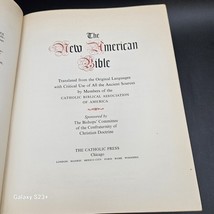 The
New American
Bible
Translated from the Original Languages
with Critical Use of All the Ancient Sources
by Members of the
CATHOLIC BIBLICAL ASSOCIATION
OF AMERICA
Sponsored by
The Bishops' Committee
of the Confraternity of
Christian Doctrine
THE CATHOLIC PRESS
Chicago
Galaxy S23+